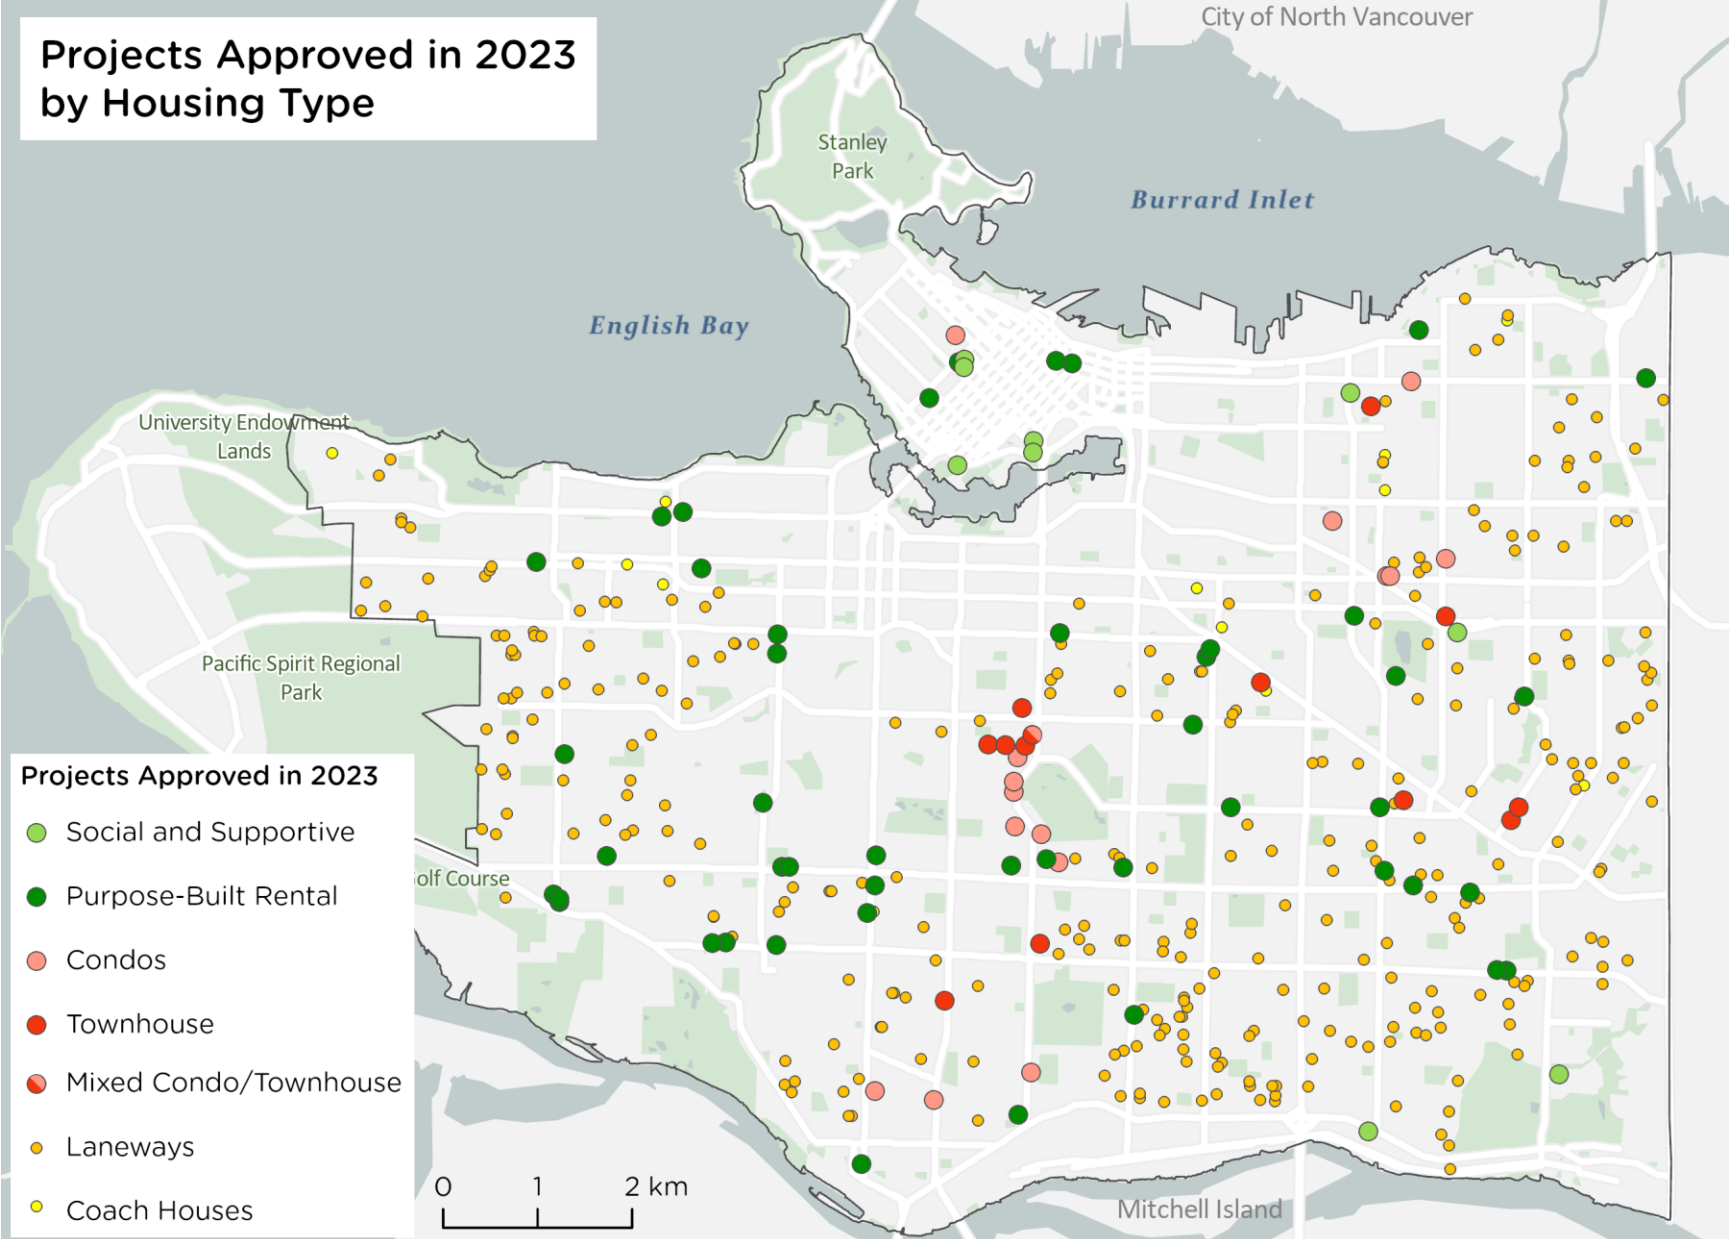 Projects Approved in 2023
by Housing Type
City of North Vancouver
Stanley
Park
Burrard Inlet
English Bay
University Endowment
Lands
Pacific Spirit Regional
Park
Golf Course
Projects Approved in 2023
Social and Supportive
Purpose-Built Rental
Condos
Townhouse
Mixed Condo/Townhouse
Laneways
Coach Houses
0 1 2 km
Mitchell Island